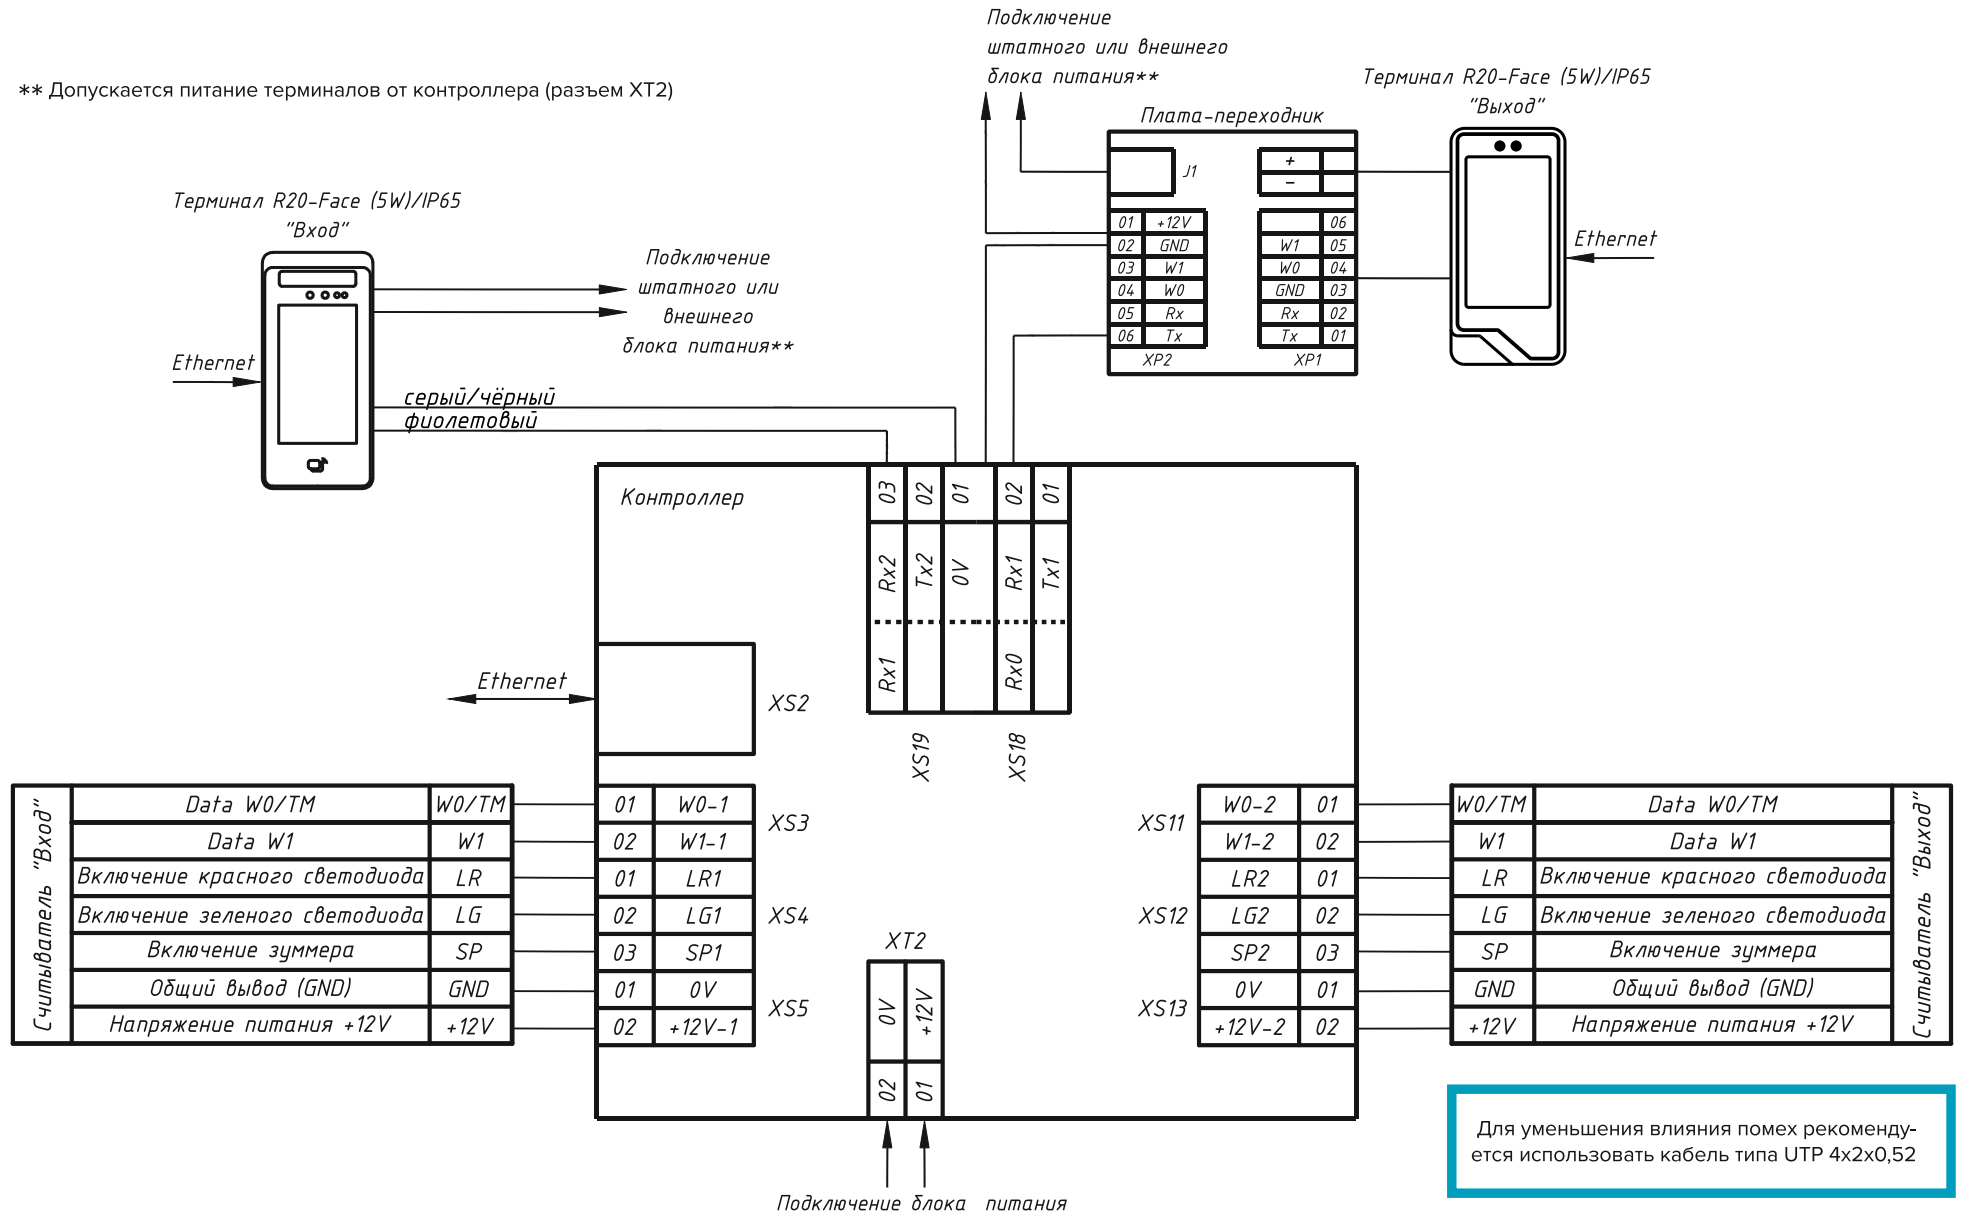 Подключение
штатного или внешнего
блока питания**
** Допускается питание терминалов от контроллера (разъем XT2)
Терминал R20-Face (5W)/IP65
"Выход"
Плата-переходник
J1
+
-
01 +12V
02 GND
03 W1
04 W0
05 Rx
06 Tx
XP2
06
W1 05
W0 04
GND 03
Rx 02
Tx 01
XP1
Ethernet
Терминал R20-Face (5W)/IP65
"Вход"
Подключение
штатного или
внешнего
блока питания**
Ethernet
серый/чёрный
фиолетовый
Контроллер
03 02 01 02 01
Rx2 Tx2 0V Rx1 Tx1
Rx1 Rx0
XS19 XS18
Ethernet
XS2
Считыватель "Вход"
Data W0/TM W0/TM 01 W0-1
Data W1 W1 02 W1-1
XS3
Включение красного светодиода LR 01 LR1
Включение зеленого светодиода LG 02 LG1
Включение зуммера SP 03 SP1
XS4
Общий вывод (GND) GND 01 0V
Напряжение питания +12V +12V 02 +12V-1
XS5
XT2
0V +12V
02 01
Подключение блока питания
XS11
W0-2 01 W0/TM Data W0/TM
W1-2 02 W1 Data W1
XS12
LR2 01 LR Включение красного светодиода
LG2 02 LG Включение зеленого светодиода
SP2 03 SP Включение зуммера
XS13
0V 01 GND Общий вывод (GND)
+12V-2 02 +12V Напряжение питания +12V
Считыватель "Выход"
Для уменьшения влияния помех рекоменду-
ется использовать кабель типа UTP 4x2x0,52